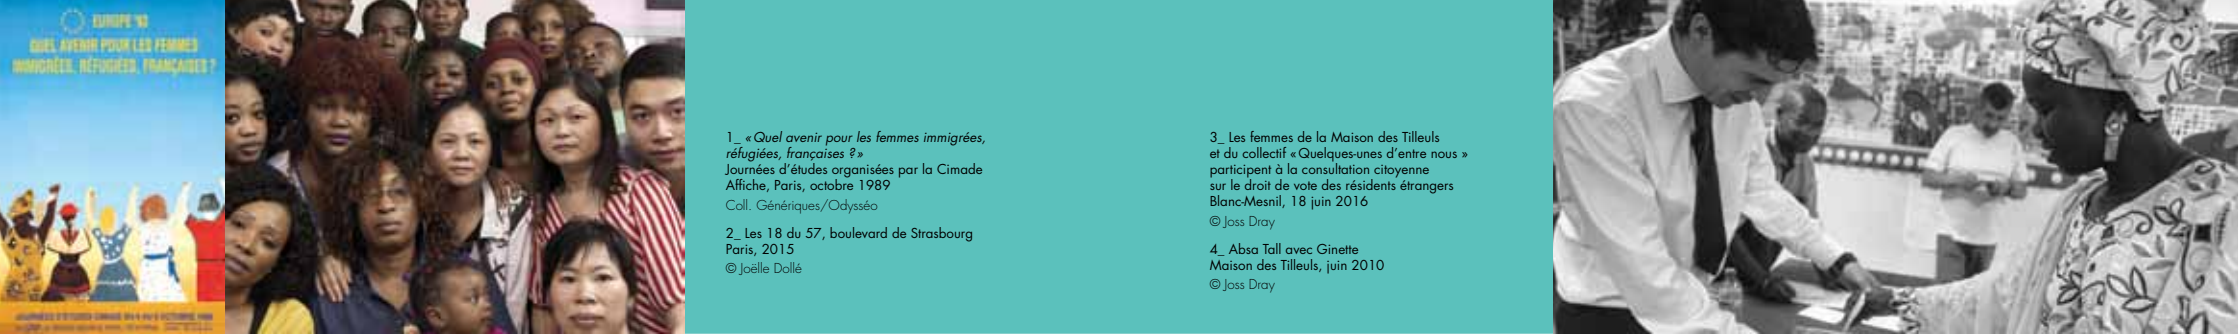 EUROPE '93
QUEL AVENIR POUR LES FEMMES
IMMIGRÉES, RÉFUGIÉES, FRANÇAISES ?
1_ « Quel avenir pour les femmes immigrées,
réfugiées, françaises ? »
Journées d’études organisées par la Cimade
Affiche, Paris, octobre 1989
Coll. Génériques/Odysséo
2_ Les 18 du 57, boulevard de Strasbourg
Paris, 2015
© Joëlle Dollé
3_ Les femmes de la Maison des Tilleuls
et du collectif « Quelques-unes d’entre nous »
participent à la consultation citoyenne
sur le droit de vote des résidents étrangers
Blanc-Mesnil, 18 juin 2016
© Joss Dray
4_ Absa Tall avec Ginette
Maison des Tilleuls, juin 2010
© Joss Dray